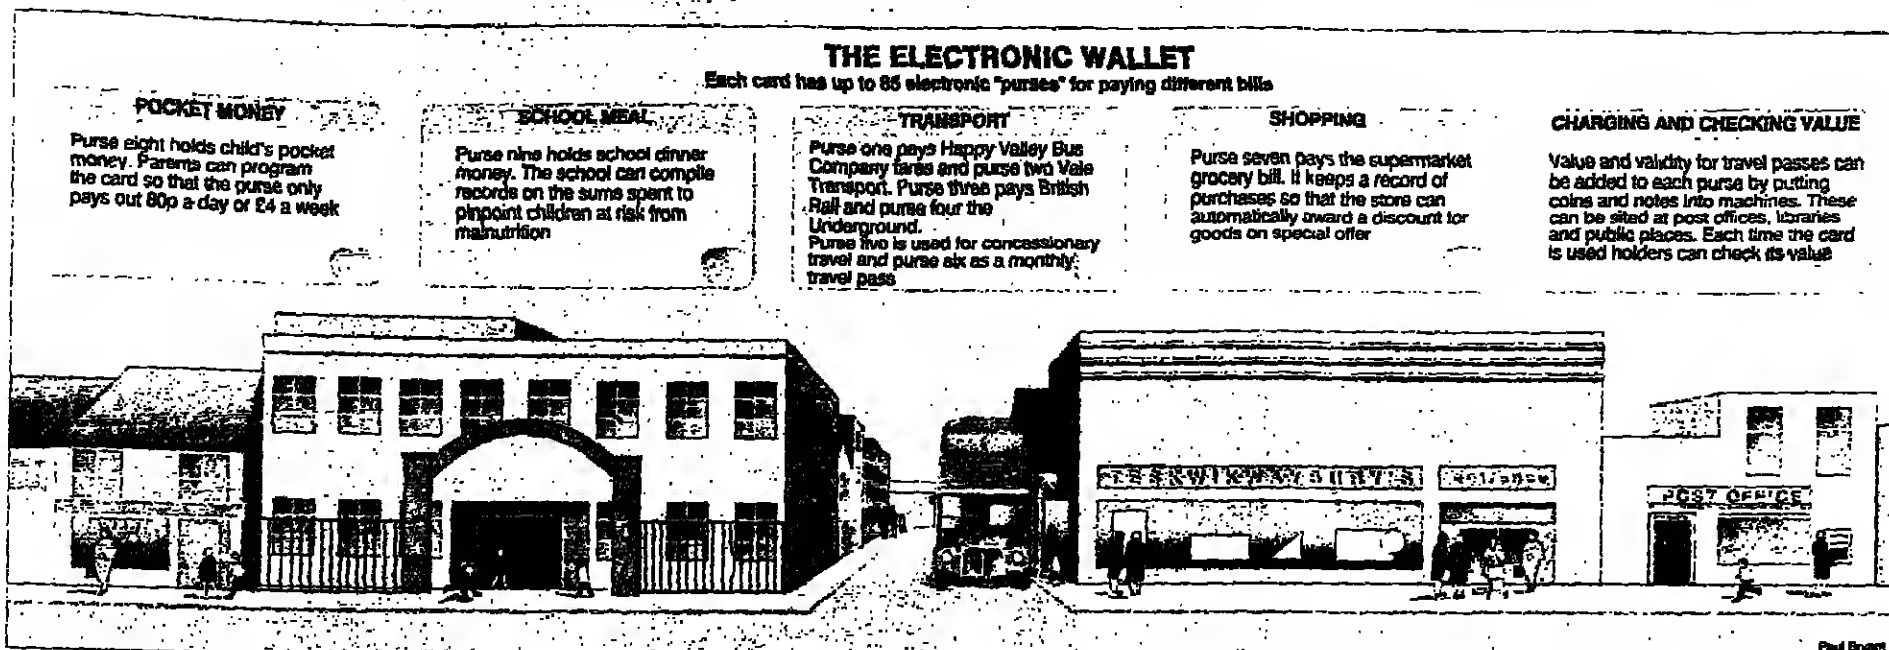 THE ELECTRONIC WALLET
Each card has up to 85 electronic "purses" for paying different bills
POCKET MONEY
Purse eight holds child's pocket
money. Parents can program
the card so that the purse only
pays out 80p a day or £4 a week
SCHOOL MEAL
Purse nine holds school dinner
money. The school can compile
records on the sums spent to
pinpoint children at risk from
malnutrition
TRANSPORT
Purse one pays Happy Valley Bus
Company fares and purse two Vale
Transport. Purse three pays British
Rail and purse four the
Underground.
Purse five is used for concessionary
travel and purse six as a monthly
travel pass
SHOPPING
Purse seven pays the supermarket
grocery bill. It keeps a record of
purchases so that the store can
automatically award a discount for
goods on special offer
CHARGING AND CHECKING VALUE
Value and validity for travel passes can
be added to each purse by putting
coins and notes into machines. These
can be sited at post offices, libraries
and public places. Each time the card
is used holders can check its value
POST OFFICE
Paul